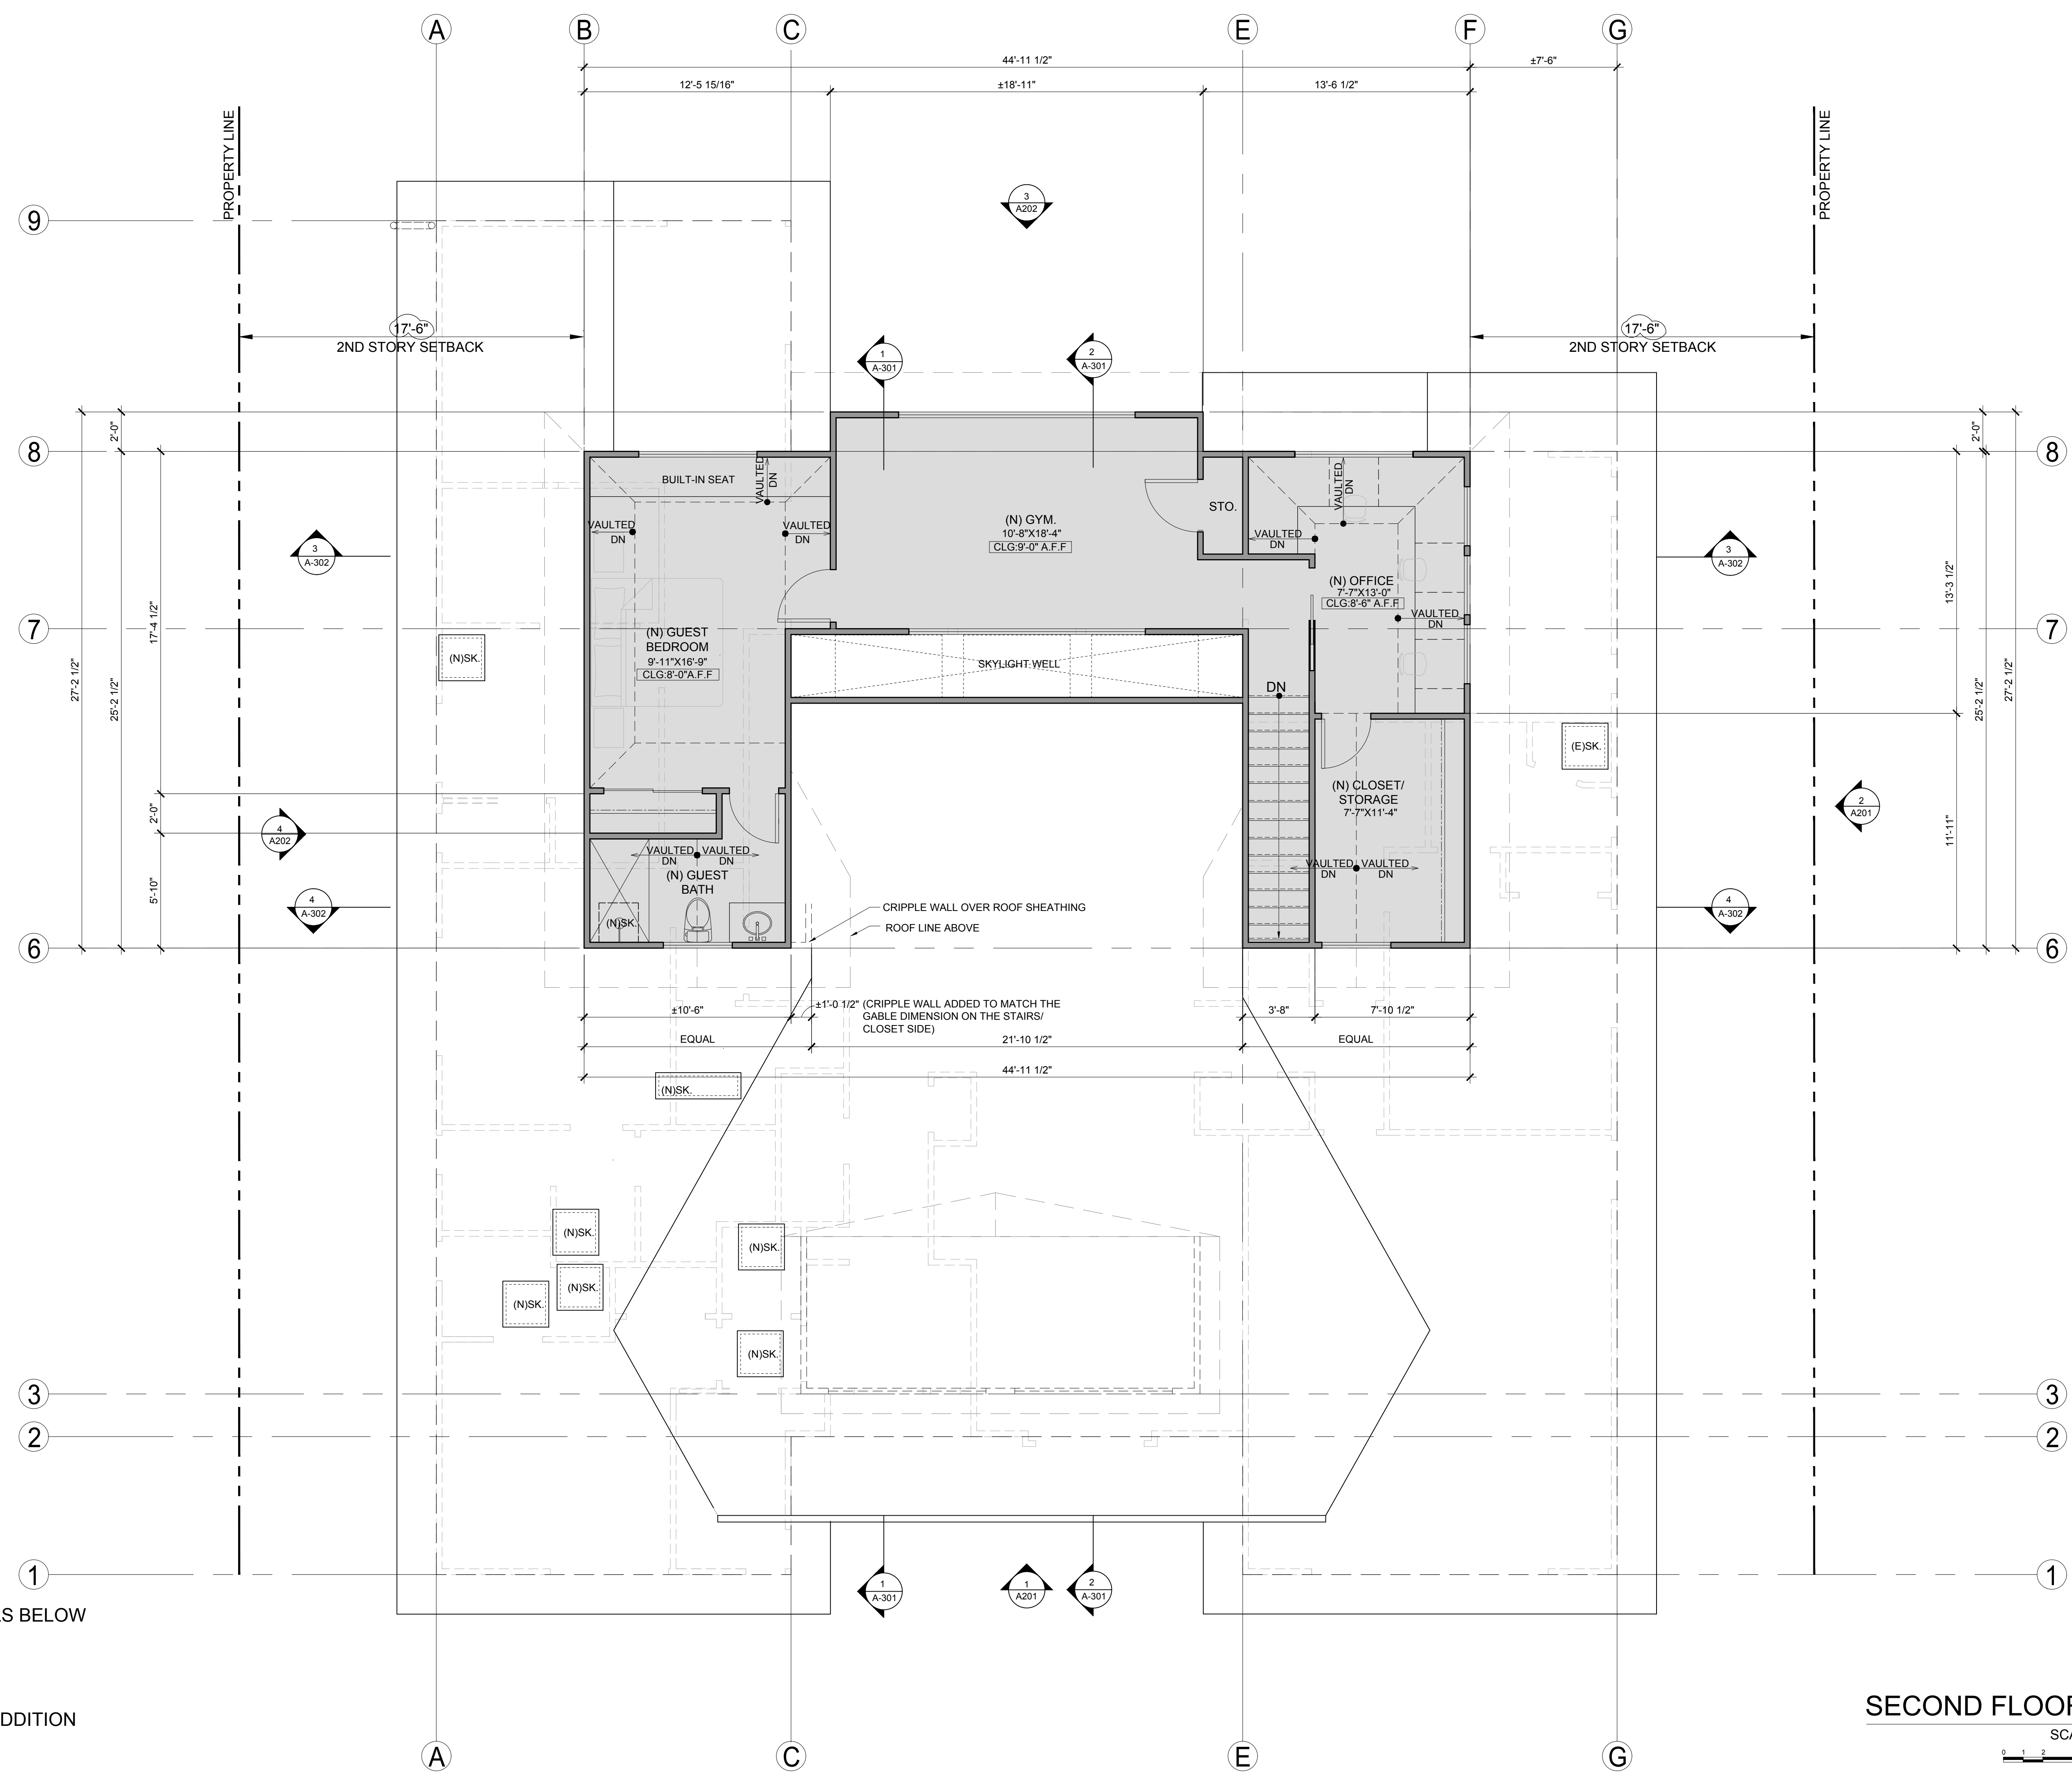 A
B
C
E
F
G
44'-11 1/2"
±7'-6"
12'-5 15/16"
±18'-11"
13'-6 1/2"
PROPERTY LINE
PROPERTY LINE
3
A202
9
17'-6"
2ND STORY SETBACK
17'-6"
2ND STORY SETBACK
1
A-301
2
A-301
2'-0"
2'-0"
8
8
BUILT-IN SEAT
VAULTED
DN
VAULTED
DN
VAULTED
DN
VAULTED
DN
VAULTED
DN
STO.
(N) GYM.
10'-8"X18'-4"
CLG:9'-0" A.F.F
3
A-302
3
A-302
(N) OFFICE
7'-7"X13'-0"
CLG:8'-6" A.F.F
VAULTED
DN
13'-3 1/2"
17'-4 1/2"
7
7
(N) GUEST
BEDROOM
9'-11"X16'-9"
CLG:8'-0"A.F.F
(N)SK.
SKYLIGHT WELL
DN
27'-2 1/2"
25'-2 1/2"
25'-2 1/2"
27'-2 1/2"
(E)SK.
(N) CLOSET/
STORAGE
7'-7"X11'-4"
2'-0"
2
A201
4
A202
11'-11"
VAULTED
DN
VAULTED
DN
(N) GUEST
BATH
VAULTED
DN
VAULTED
DN
5'-10"
4
A-302
4
A-302
(N)SK.
CRIPPLE WALL OVER ROOF SHEATHING
ROOF LINE ABOVE
6
6
±10'-6"
±1'-0 1/2" (CRIPPLE WALL ADDED TO MATCH THE
GABLE DIMENSION ON THE STAIRS/
CLOSET SIDE)
3'-8"
7'-10 1/2"
EQUAL
21'-10 1/2"
EQUAL
44'-11 1/2"
(N)SK.
(N)SK.
(N)SK.
(N)SK.
(N)SK.
(N)SK.
3
3
2
2
1
1
1
A-301
1
A201
2
A-301
S BELOW
DDITION
SECOND FLOOR
SCA
0 1 2
A
C
E
G